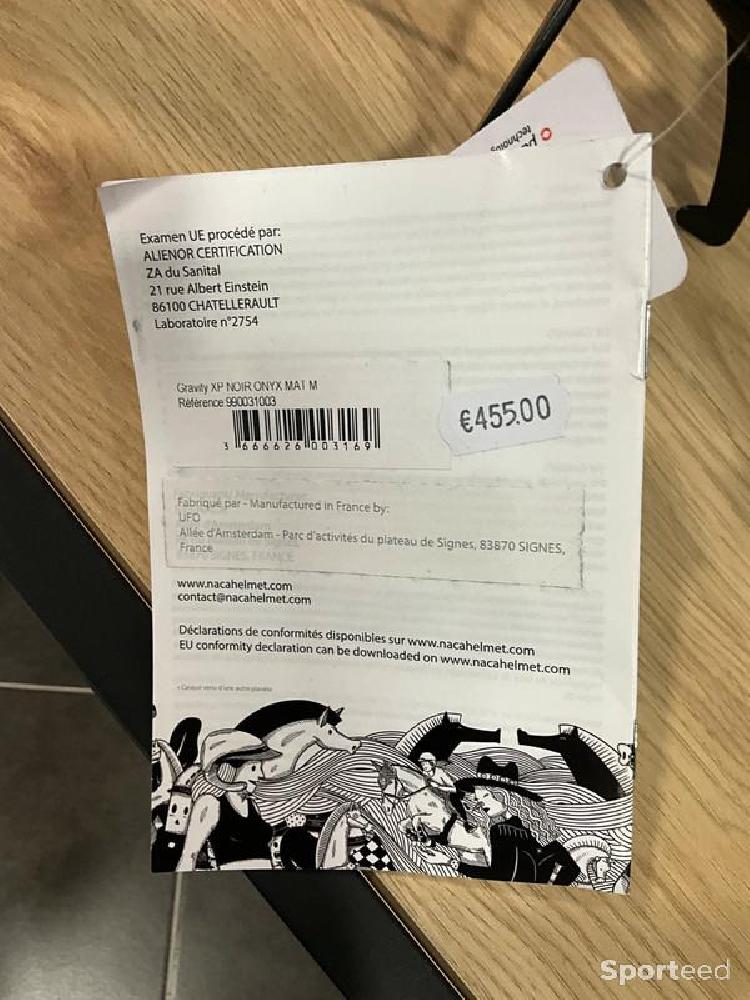 Examen UE procédé par:
ALIENOR CERTIFICATION
ZA du Sanital
21 rue Albert Einstein
86100 CHATELLERAULT
Laboratoire n°2754
Gravity XP NOIR ONYX MAT M
Référence 990031003
3 666626 003169
€455.00
Fabriqué par - Manufactured in France by:
UFO
Allée d'Amsterdam - Parc d'activités du plateau de Signes, 83870 SIGNES,
France
www.nacahelmet.com
contact@nacahelmet.com
Déclarations de conformités disponibles sur www.nacahelmet.com
EU conformity declaration can be downloaded on www.nacahelmet.com
Sporteed